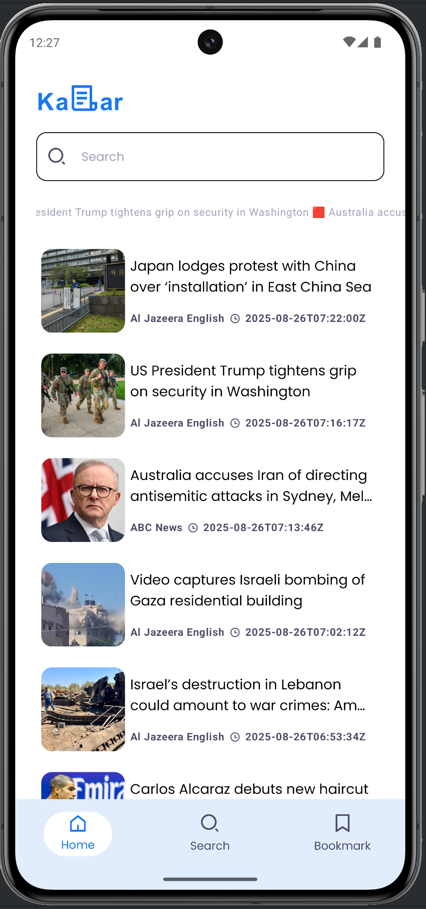 12:27
Ka ar
Search
esident Trump tightens grip on security in Washington 🟥 Australia accus
Japan lodges protest with China
over ‘installation’ in East China Sea
Al Jazeera English 2025-08-26T07:22:00Z
US President Trump tightens grip
on security in Washington
Al Jazeera English 2025-08-26T07:16:17Z
Australia accuses Iran of directing
antisemitic attacks in Sydney, Mel...
ABC News 2025-08-26T07:13:46Z
Video captures Israeli bombing of
Gaza residential building
Al Jazeera English 2025-08-26T07:02:12Z
Israel’s destruction in Lebanon
could amount to war crimes: Am...
Al Jazeera English 2025-08-26T06:53:34Z
Emira
Carlos Alcaraz debuts new haircut
Home
Search
Bookmark